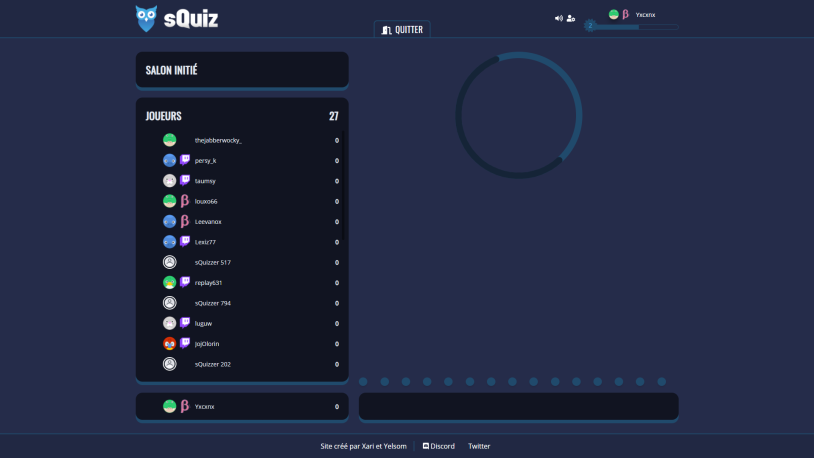 sQuiz
QUITTER
2
β Yxcxnx
SALON INITIÉ
JOUEURS 27
thejabberwocky_ 0
persy_k 0
taumsy 0
β louxo66 0
β Leevanox 0
Lexiz77 0
sQuizzer 517 0
replay631 0
sQuizzer 794 0
luguw 0
jojOlorin 0
sQuizzer 202 0
β Yxcxnx 0
Site créé par Xari et Yelsom Discord Twitter